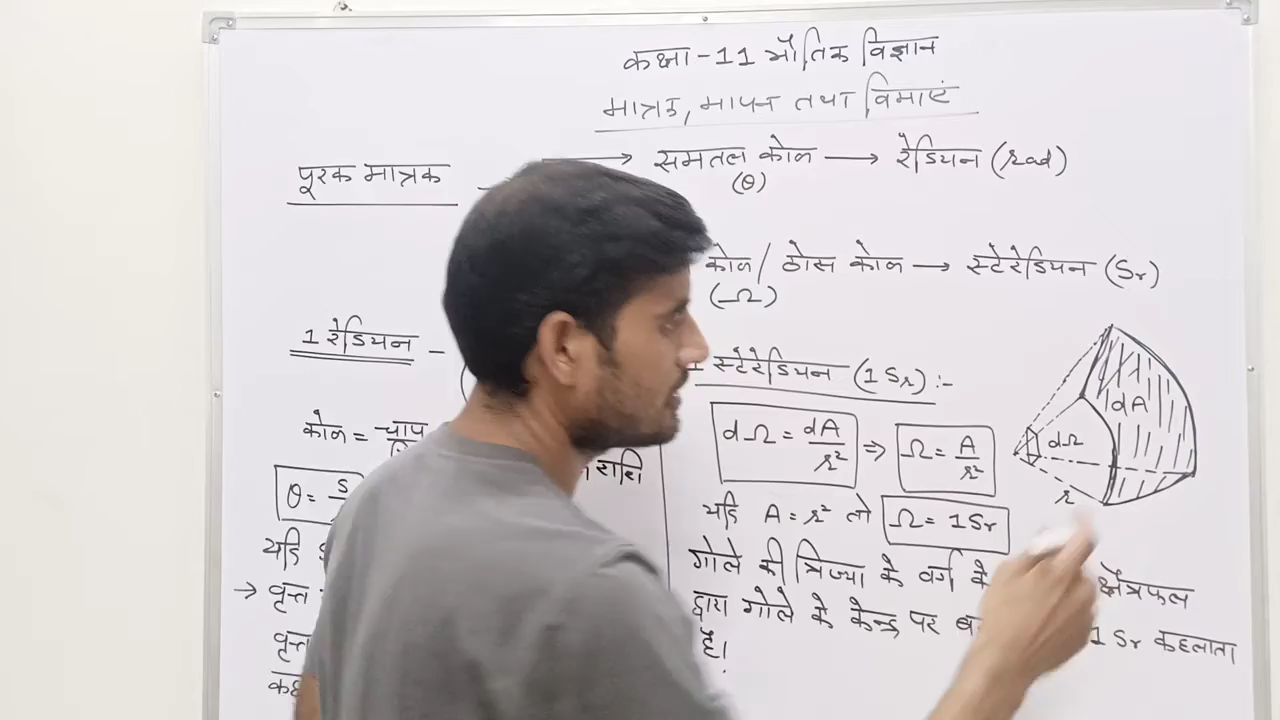 कक्षा-11 भौतिक विज्ञान
मात्रक, मापन तथा विमाएं
पूरक मात्रक
→ समतल कोण → रेडियन (rad)
(θ)
कोण / ठोस कोण → स्टेरेडियन (Sr)
(Ω)
1 रेडियन -
कोण = चाप
राशि
θ = S
यदि
→ वृत्त
वृत्त
स्टेरेडियन (1 Sr) :-
dΩ = dA/r² ⇒ Ω = A/r²
यदि A = r² तो Ω = 1 Sr
गोले की त्रिज्या के वर्ग के क्षेत्रफल
द्वारा गोले के केन्द्र पर 1 Sr कहलाता
है।
dA
dΩ
r